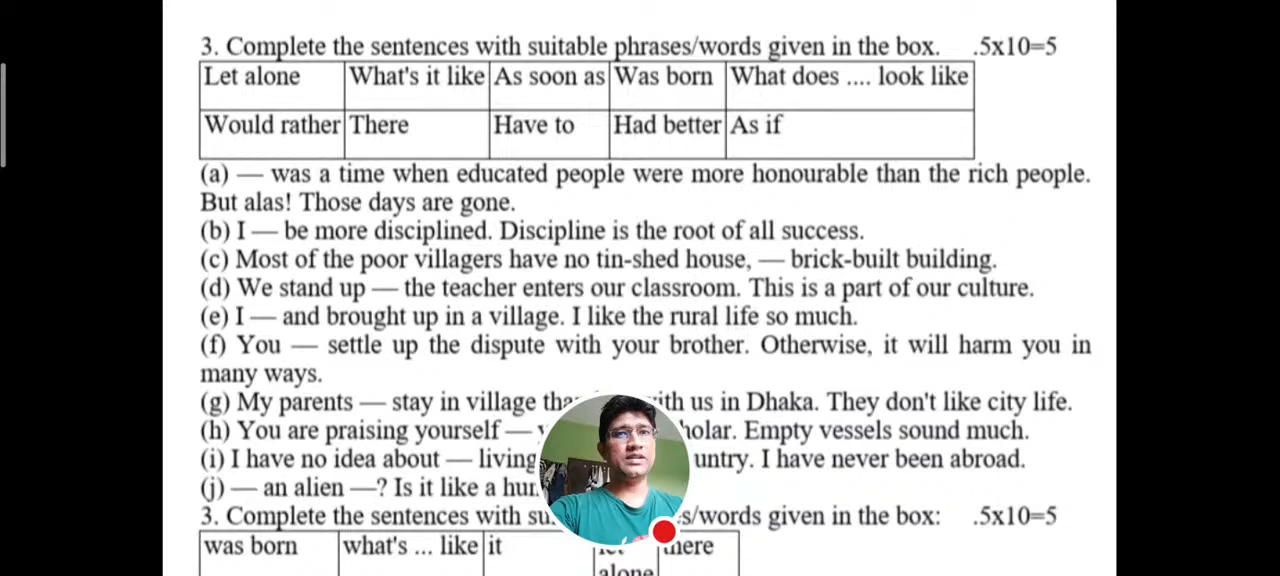 3. Complete the sentences with suitable phrases/words given in the box. .5x10=5
Let alone What's it like As soon as Was born What does .... look like
Would rather There Have to Had better As if
(a) — was a time when educated people were more honourable than the rich people.
But alas! Those days are gone.
(b) I — be more disciplined. Discipline is the root of all success.
(c) Most of the poor villagers have no tin-shed house, — brick-built building.
(d) We stand up — the teacher enters our classroom. This is a part of our culture.
(e) I — and brought up in a village. I like the rural life so much.
(f) You — settle up the dispute with your brother. Otherwise, it will harm you in
many ways.
(g) My parents — stay in village us in Dhaka. They don't like city life.
(h) You are praising yourself — Empty vessels sound much.
(i) I have no idea about — living I have never been abroad.
(j) — an alien —? Is it like a
3. Complete the sentences with given in the box: .5x10=5
was born what's ... like it there
alone